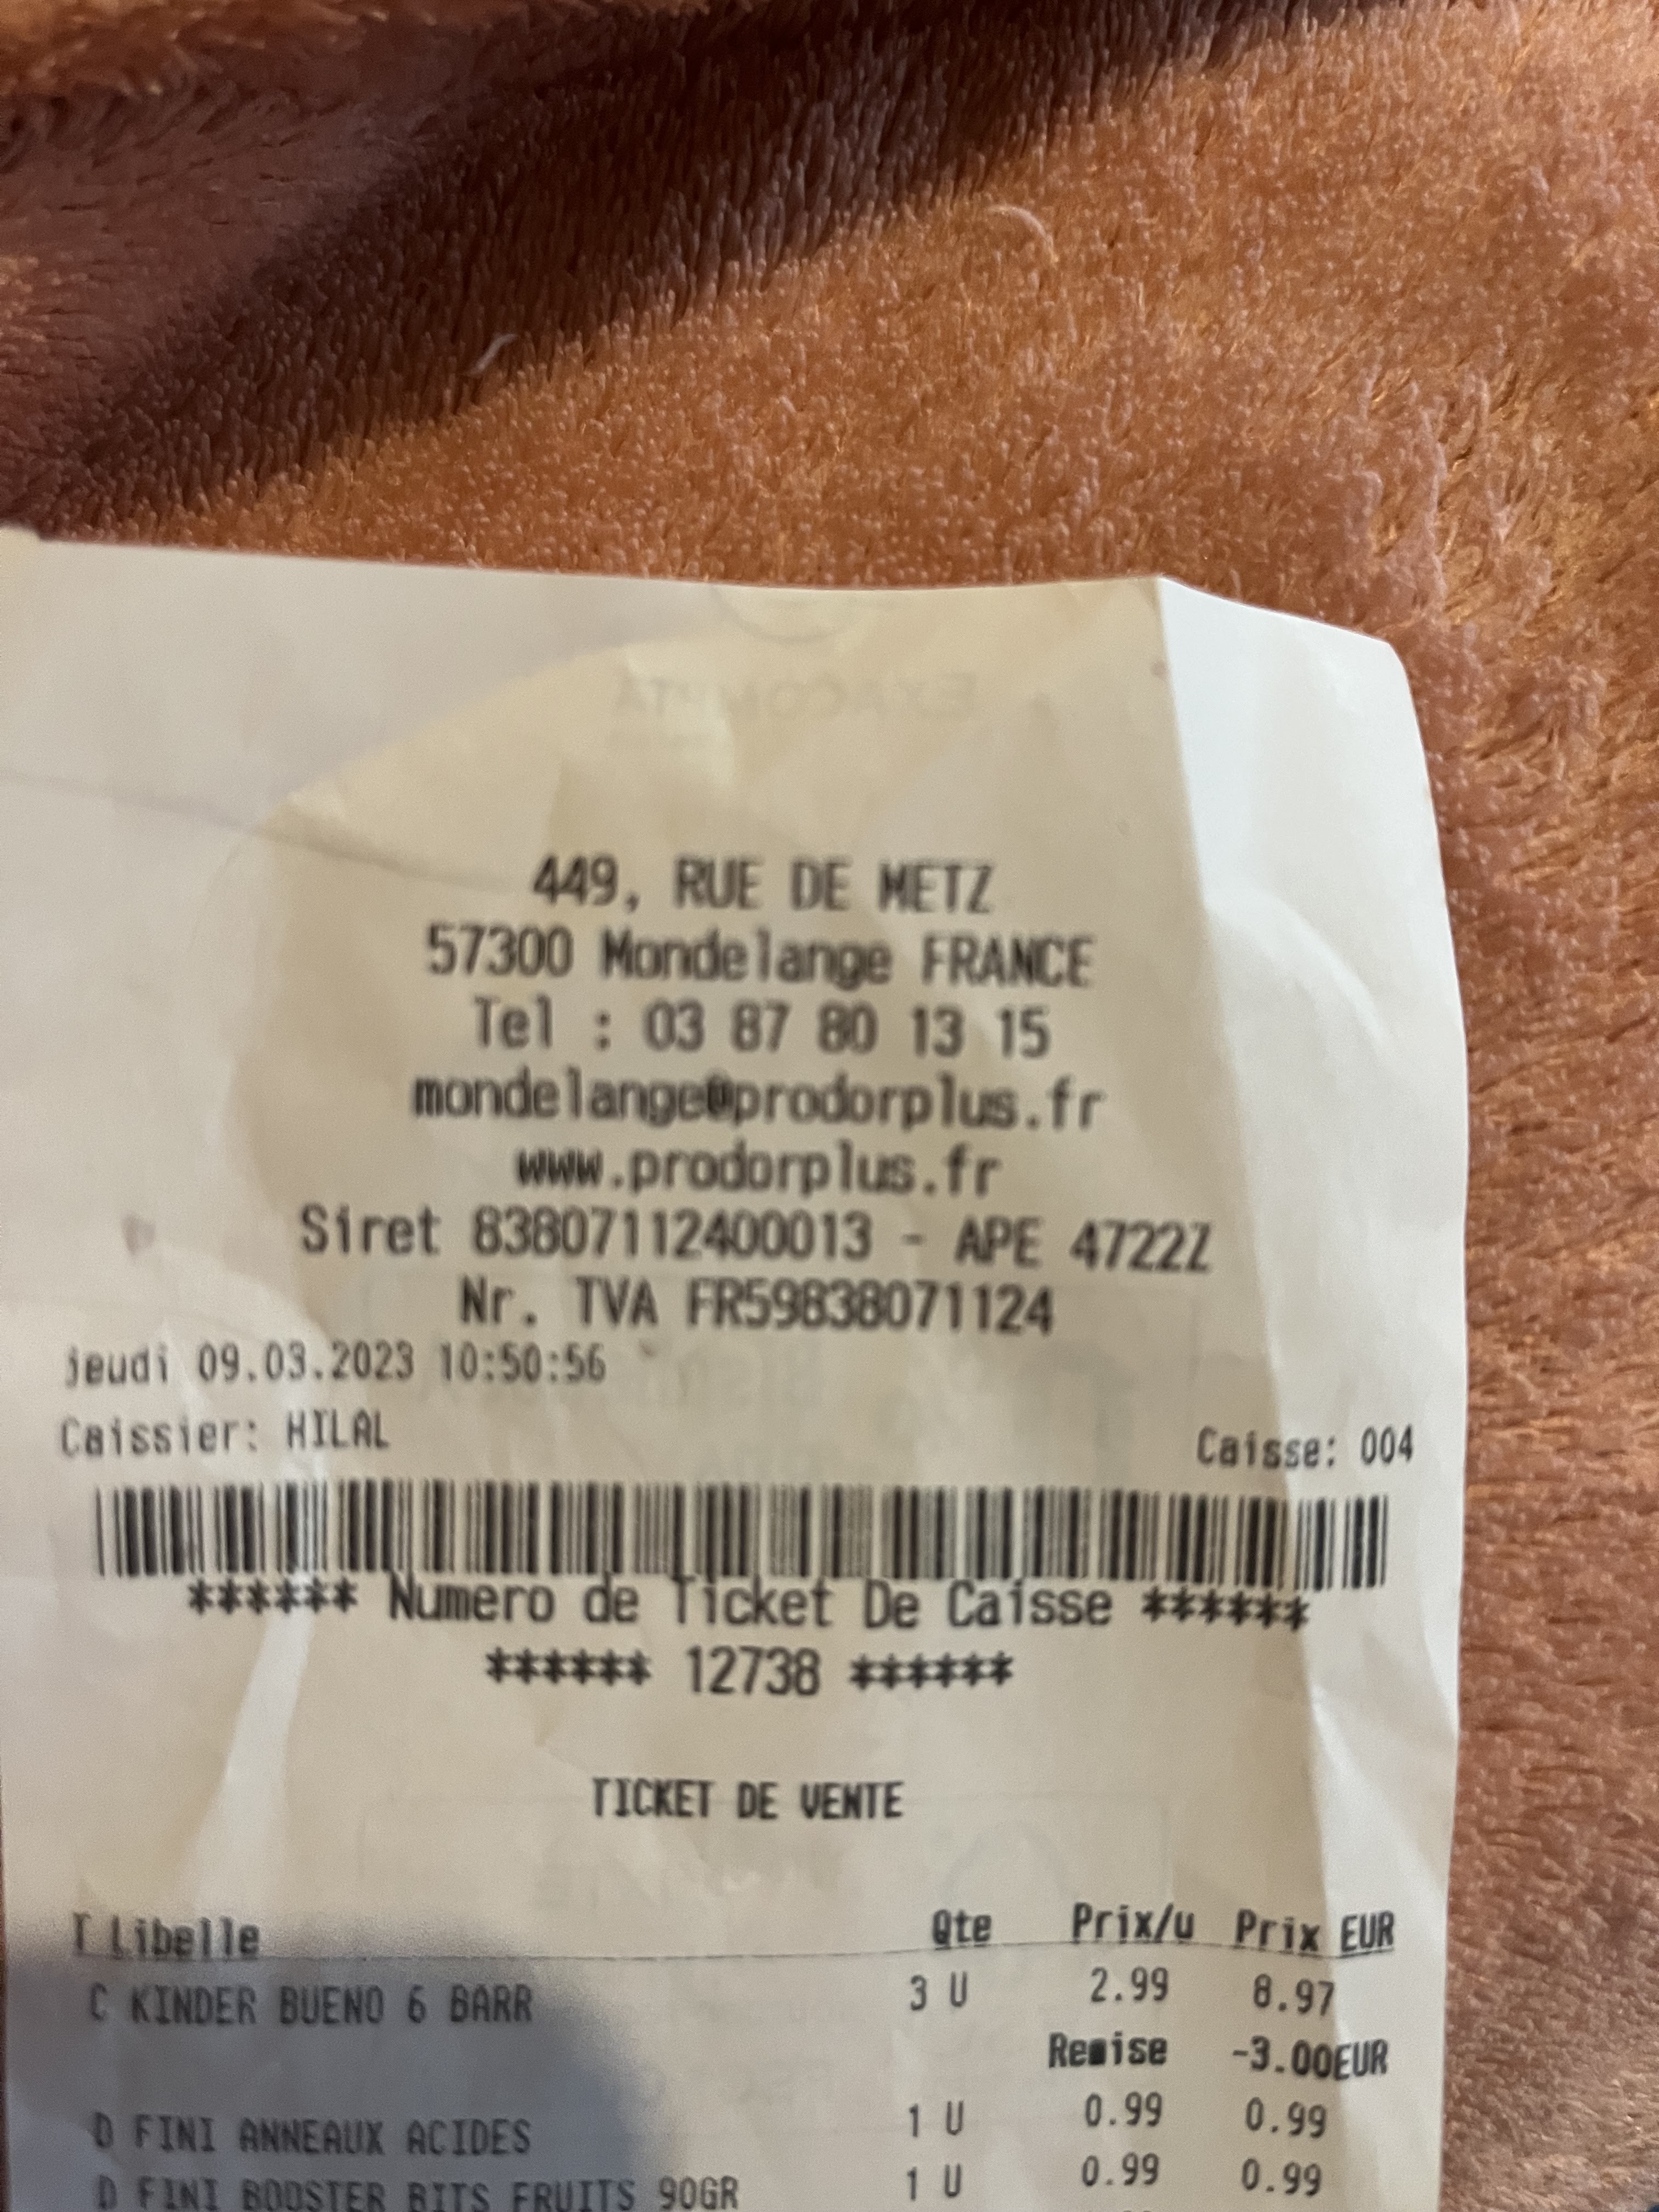 EXACOMPTA
449, RUE DE METZ
57300 Mondelange FRANCE
Tel : 03 87 80 13 15
mondelange@prodorplus.fr
www.prodorplus.fr
Siret 83807112400013 - APE 4722Z
Nr. TVA FR59838071124
jeudi 09.03.2023 10:50:56
Caissier: HILAL Caisse: 004
****** Numero de Ticket De Caisse ******
****** 12738 ******
TICKET DE VENTE
T Libelle Qte Prix/u Prix EUR
C KINDER BUENO 6 BARR 3 U 2.99 8.97
Remise -3.00EUR
D FINI ANNEAUX ACIDES 1 U 0.99 0.99
D FINI BOOSTER BITS FRUITS 90GR 1 U 0.99 0.99